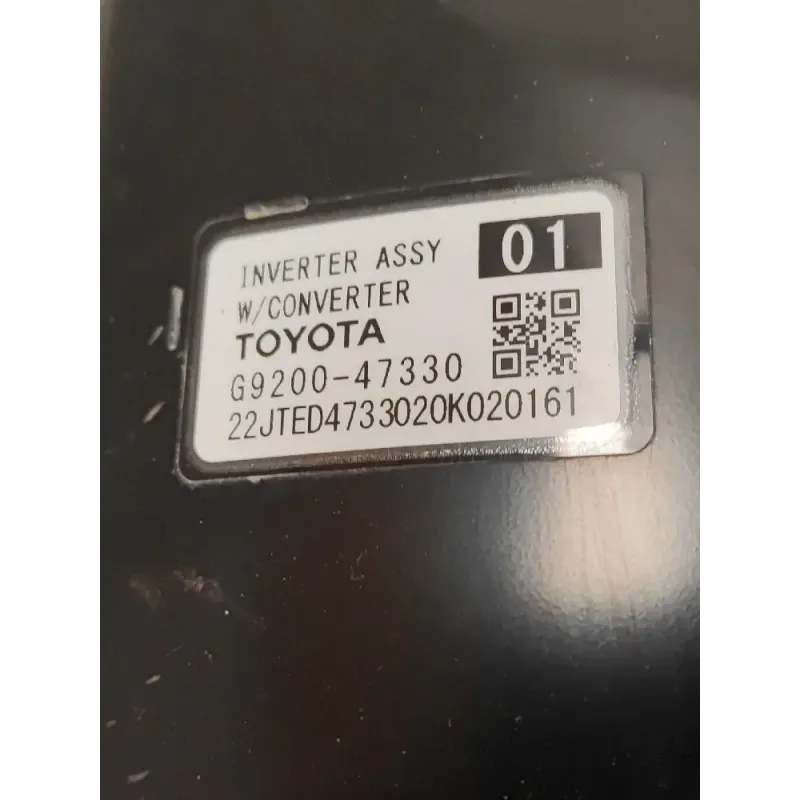 INVERTER ASSY 01
W/CONVERTER
TOYOTA
G9200-47330
22JTED4733020K020161